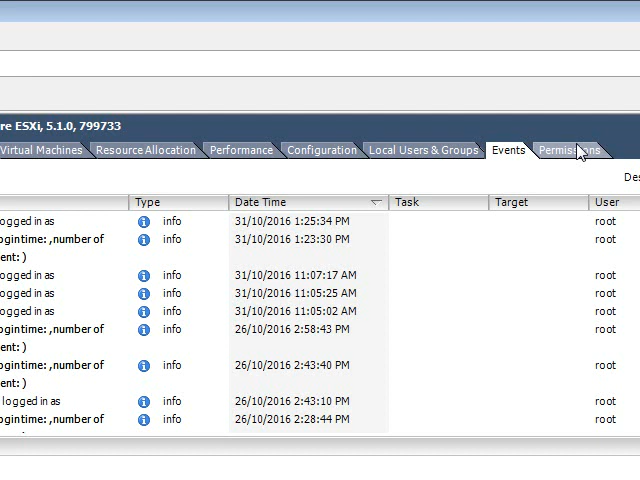 re ESXi, 5.1.0, 799733
Virtual Machines Resource Allocation Performance Configuration Local Users & Groups Events Permissions
Des
Type Date Time Task Target User
ogged in as info 31/10/2016 1:25:34 PM root
ogintime: ,number of info 31/10/2016 1:23:30 PM root
ent: )
ogged in as info 31/10/2016 11:07:17 AM root
ogged in as info 31/10/2016 11:05:25 AM root
ogged in as info 31/10/2016 11:05:02 AM root
ogintime: ,number of info 26/10/2016 2:58:43 PM root
ent: )
ogintime: ,number of info 26/10/2016 2:43:40 PM root
ent: )
logged in as info 26/10/2016 2:43:10 PM root
ogintime: ,number of info 26/10/2016 2:28:44 PM root